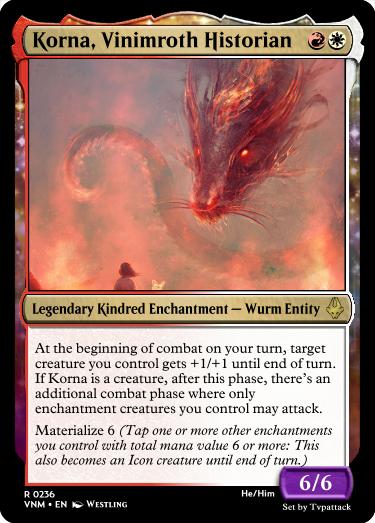 Korna, Vinimroth Historian
Legendary Kindred Enchantment — Wurm Entity
At the beginning of combat on your turn, target
creature you control gets +1/+1 until end of turn.
If Korna is a creature, after this phase, there's an
additional combat phase where only
enchantment creatures you control may attack.
Materialize 6 (Tap one or more other enchantments
you control with total mana value 6 or more: This
also becomes an Icon creature until end of turn.)
6/6
R 0236
He/Him
VNM • EN Westling
Set by Tvpattack